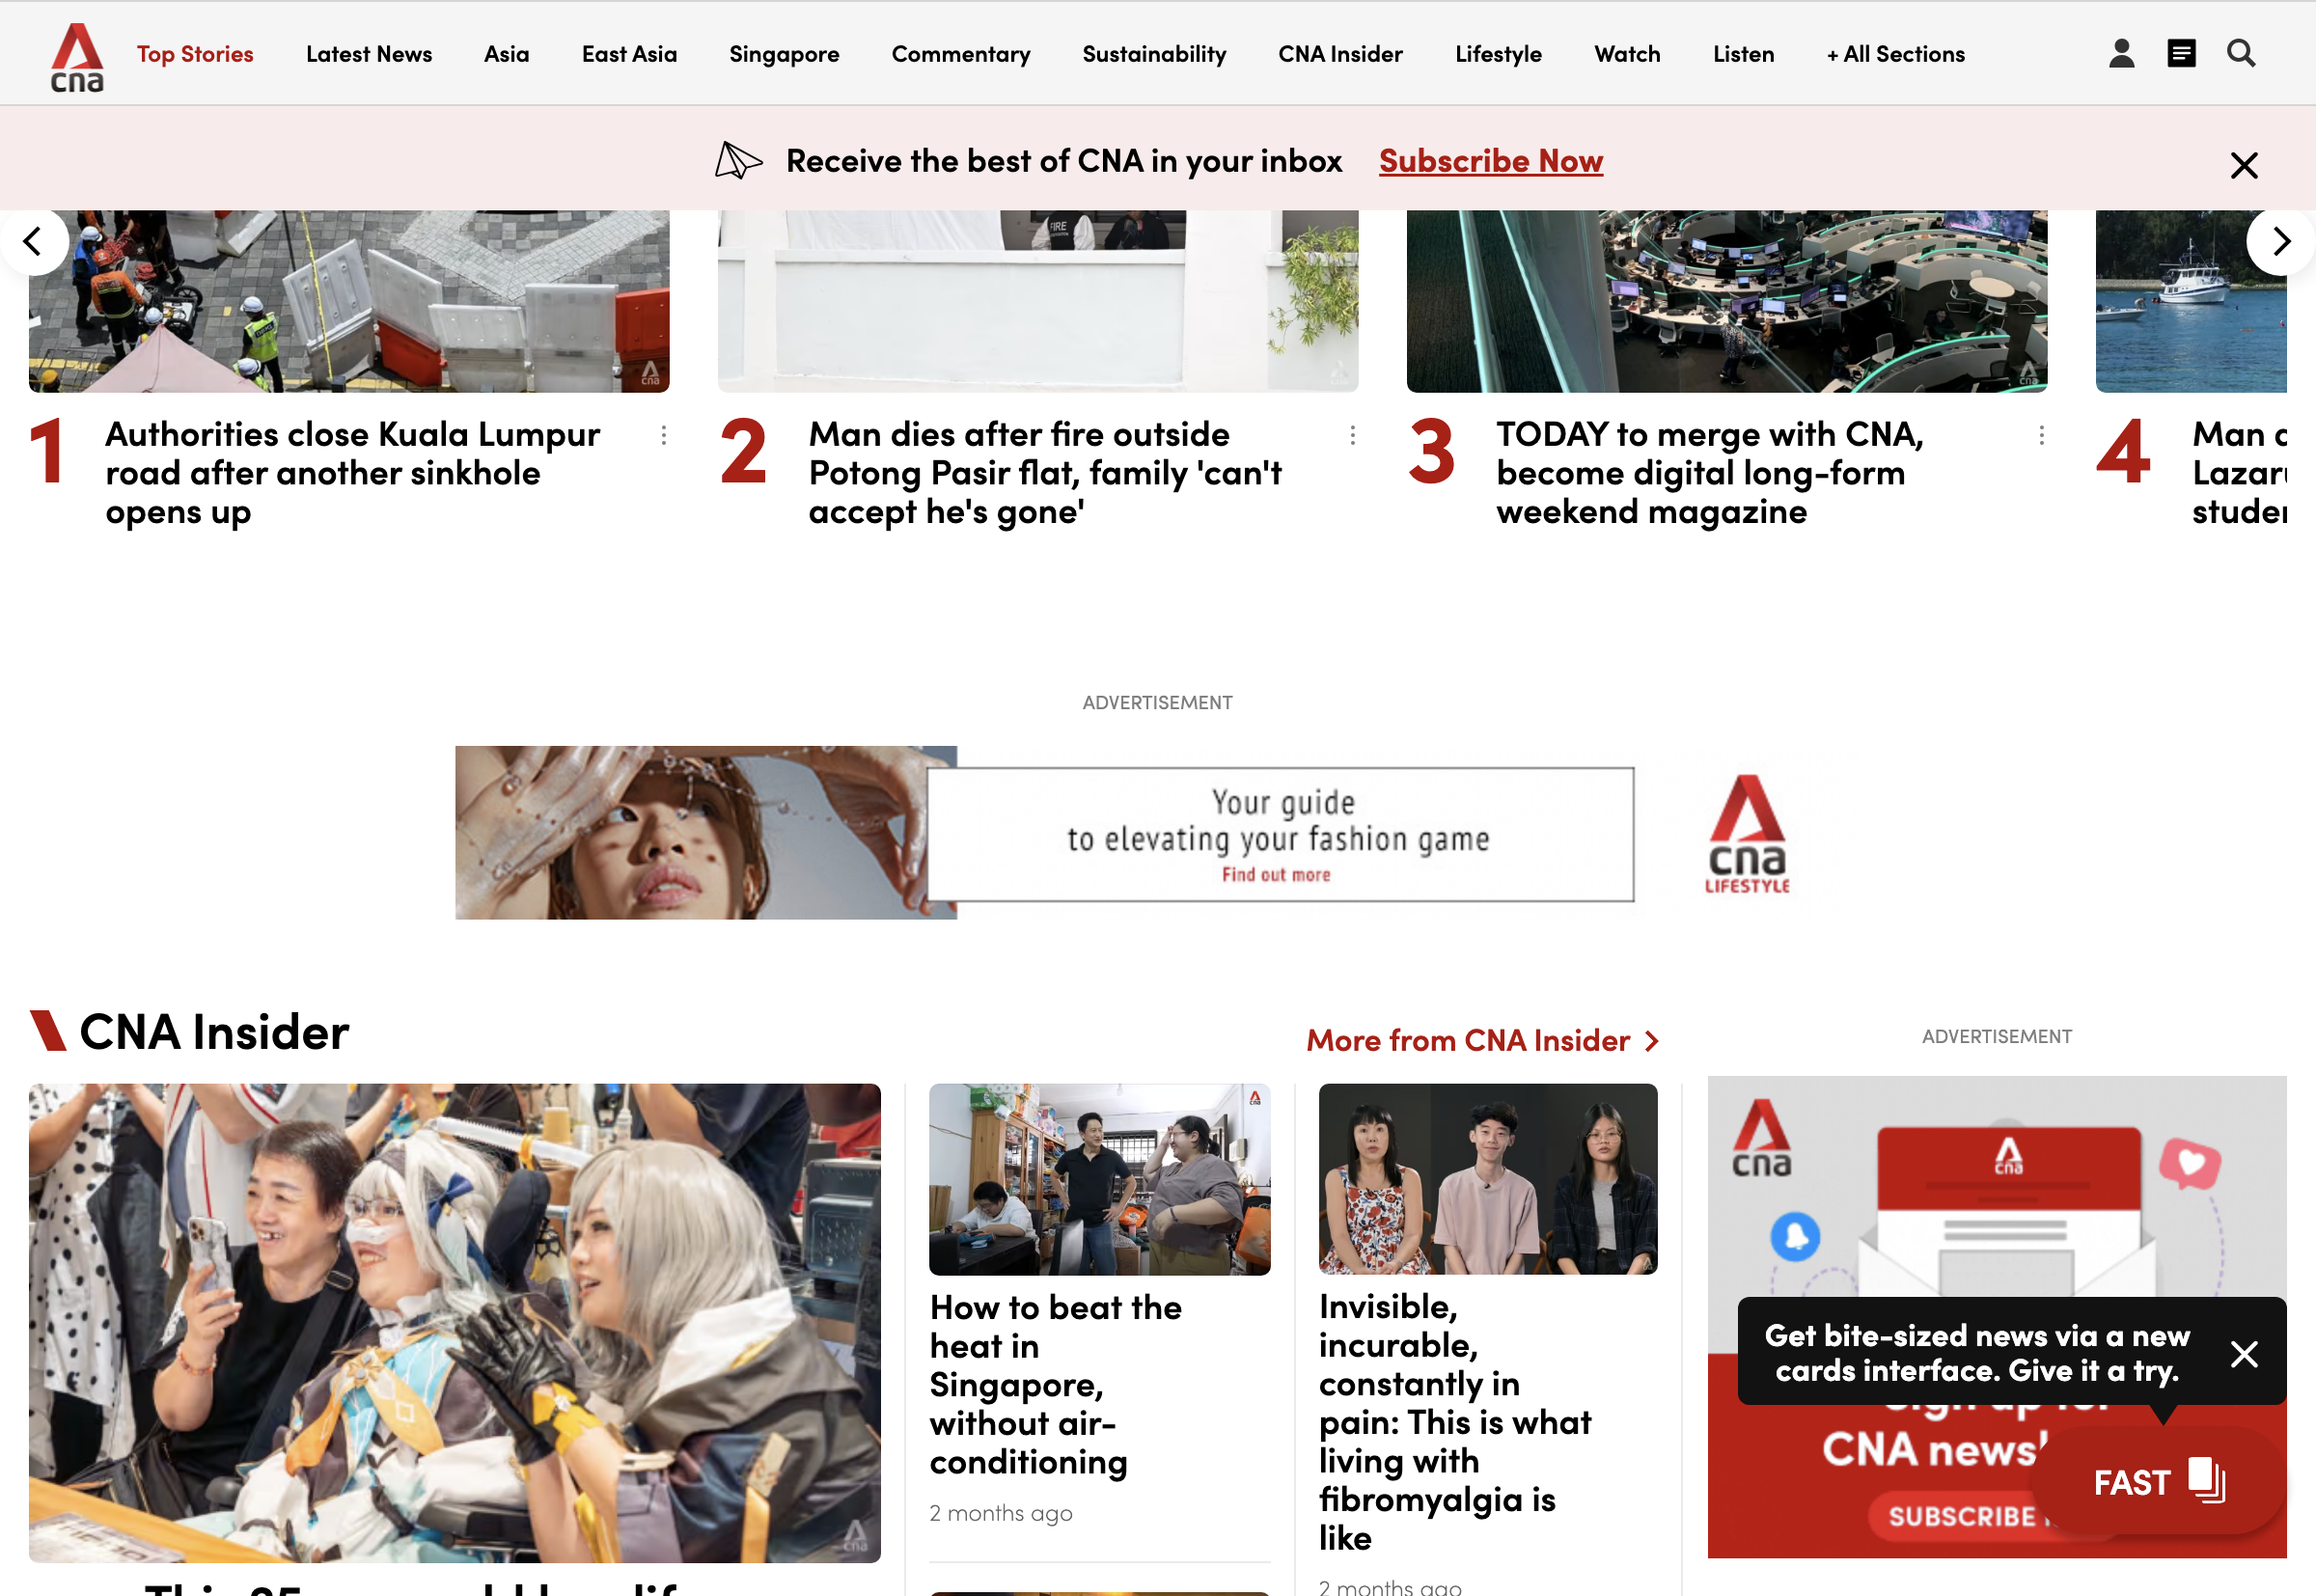 cna
Top Stories
Latest News
Asia
East Asia
Singapore
Commentary
Sustainability
CNA Insider
Lifestyle
Watch
Listen
+ All Sections
Receive the best of CNA in your inbox
Subscribe Now
FIRE
cna
cna
1
Authorities close Kuala Lumpur
road after another sinkhole
opens up
2
Man dies after fire outside
Potong Pasir flat, family 'can't
accept he's gone'
3
TODAY to merge with CNA,
become digital long-form
weekend magazine
4
Man
ADVERTISEMENT
Your guide
to elevating your fashion game
Find out more
cna
LIFESTYLE
CNA Insider
More from CNA Insider
cna
cna
How to beat the
heat in
Singapore,
without air-
conditioning
2 months ago
Invisible,
incurable,
constantly in
pain: This is what
living with
fibromyalgia is
like
2 months ago
ADVERTISEMENT
cna
cna
Get bite-sized news via a new
cards interface. Give it a try.
CNA
SUBSCRIBE
FAST